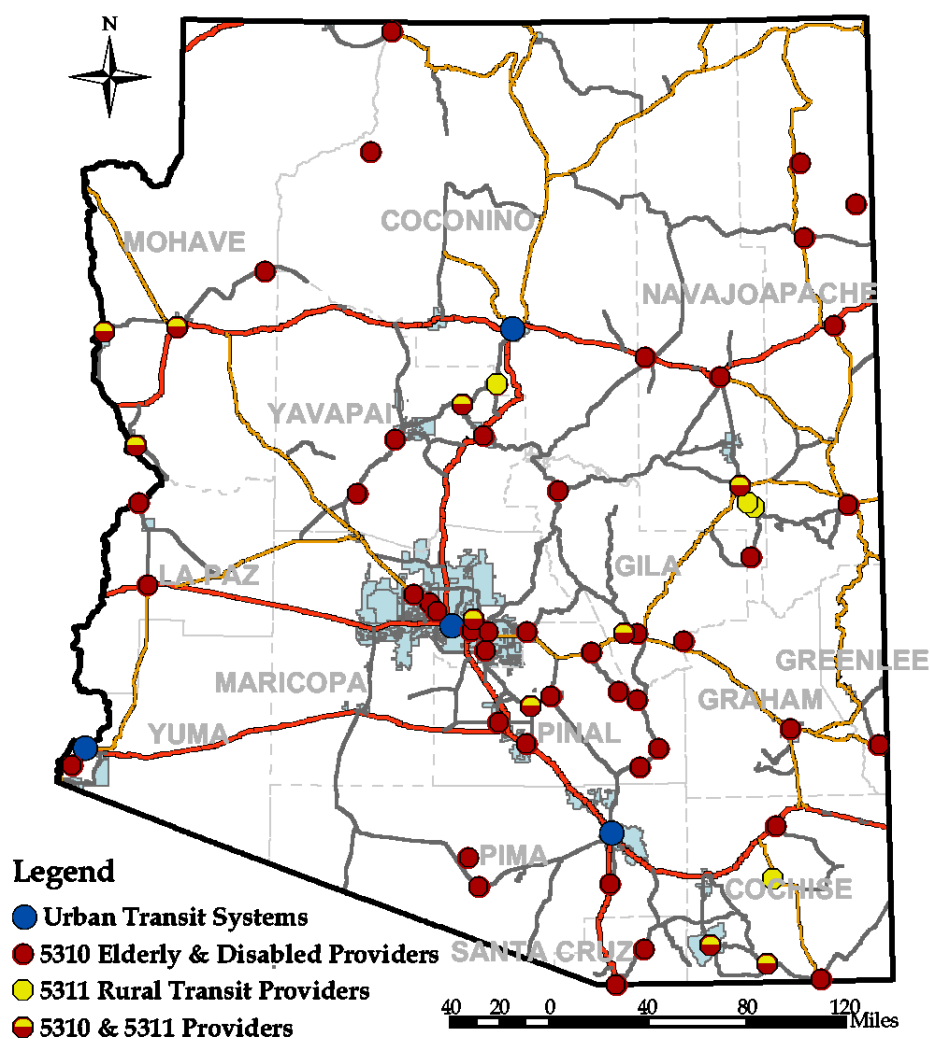 N
COCONINO
MOHAVE
NAVAJOAPACHE
YAVAPAI
GILA
LA PAZ
GREENLEE
MARICOPA
GRAHAM
YUMA
PINAL
PIMA
Legend
COCHISE
Urban Transit Systems
5310 Elderly & Disabled Providers
SANTA CRUZ
5311 Rural Transit Providers
5310 & 5311 Providers
40 20 0 40 80 120
Miles